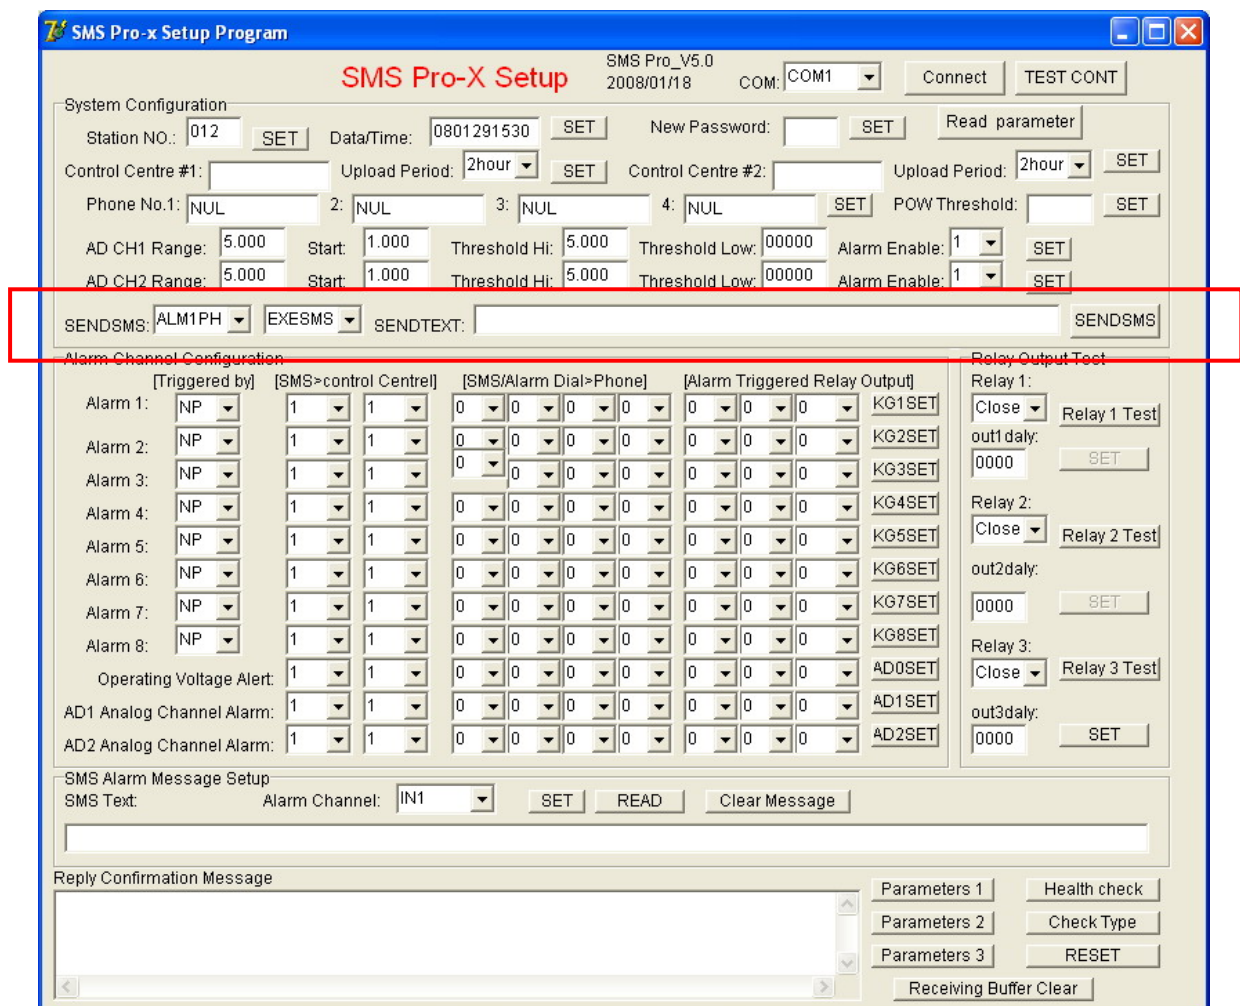 SMS Pro-x Setup Program
SMS Pro-X Setup
SMS Pro_V5.0
2008/01/18
COM: COM1 Connect TEST CONT
System Configuration
Station NO.: 012 SET Data/Time: 0801291530 SET New Password: SET Read parameter
Control Centre #1: Upload Period: 2hour SET Control Centre #2: Upload Period: 2hour SET
Phone No.1: NUL 2: NUL 3: NUL 4: NUL SET POW Threshold: SET
AD CH1 Range: 5.000 Start: 1.000 Threshold Hi: 5.000 Threshold Low: 00000 Alarm Enable: 1 SET
AD CH2 Range: 5.000 Start: 1.000 Threshold Hi: 5.000 Threshold Low: 00000 Alarm Enable: 1 SET
SENDSMS: ALM1PH EXESMS SENDTEXT: SENDSMS
Alarm Channel Configuration
[Triggered by] [SMS>control Centrel] [SMS/Alarm Dial>Phone] [Alarm Triggered Relay Output]
Alarm 1: NP 1 1 0 0 0 0 0 0 0 KG1SET
Alarm 2: NP 1 1 0 0 0 0 0 0 0 KG2SET
Alarm 3: NP 1 1 0 0 0 0 0 0 0 KG3SET
Alarm 4: NP 1 1 0 0 0 0 0 0 0 KG4SET
Alarm 5: NP 1 1 0 0 0 0 0 0 0 KG5SET
Alarm 6: NP 1 1 0 0 0 0 0 0 0 KG6SET
Alarm 7: NP 1 1 0 0 0 0 0 0 0 KG7SET
Alarm 8: NP 1 1 0 0 0 0 0 0 0 KG8SET
Operating Voltage Alert: 1 1 0 0 0 0 0 0 0 AD0SET
AD1 Analog Channel Alarm: 1 1 0 0 0 0 0 0 0 AD1SET
AD2 Analog Channel Alarm: 1 1 0 0 0 0 0 0 0 AD2SET
Relay Output Test
Relay 1:
Close Relay 1 Test
out1daly:
0000 SET
Relay 2:
Close Relay 2 Test
out2daly:
0000 SET
Relay 3:
Close Relay 3 Test
out3daly:
0000 SET
SMS Alarm Message Setup
SMS Text: Alarm Channel: IN1 SET READ Clear Message
Reply Confirmation Message
Parameters 1 Health check
Parameters 2 Check Type
Parameters 3 RESET
Receiving Buffer Clear